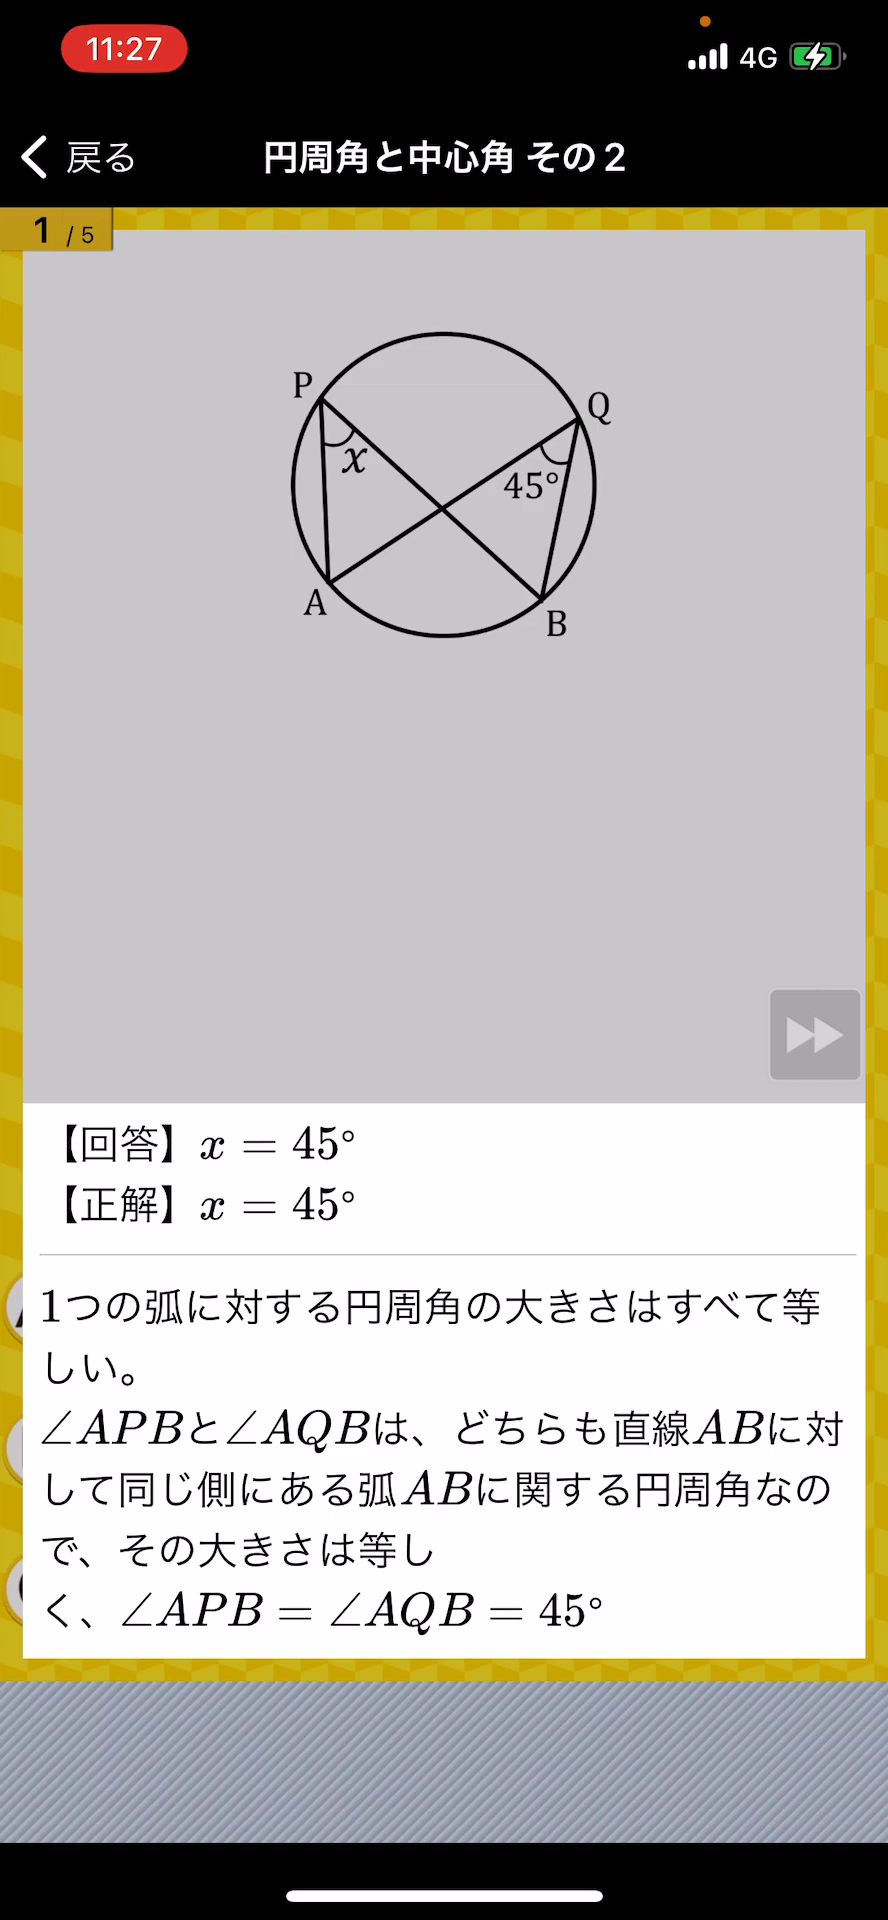 11:27
4G
戻る
円周角と中心角 その2
1 / 5
P
Q
x
45°
A
B
【回答】x = 45°
【正解】x = 45°
1つの弧に対する円周角の大きさはすべて等
しい。
∠APBと∠AQBは、どちらも直線ABに対
して同じ側にある弧ABに関する円周角なの
で、その大きさは等し
く、∠APB = ∠AQB = 45°